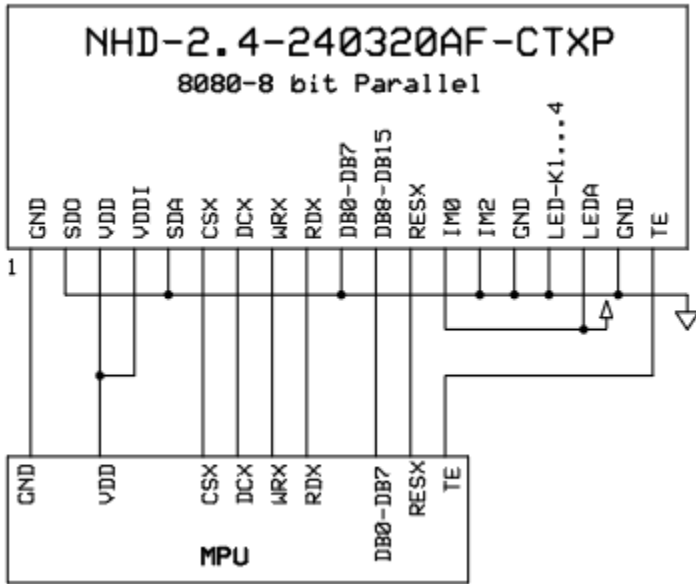 NHD-2.4-240320AF-CTXP
8080-8 bit Parallel
GND
SDO
VDD
VDDI
SDA
CSX
DCX
WRX
RDX
DB0-DB7
DB8-DB15
RESX
IM0
IM2
GND
LED-K1...4
LEDA
GND
TE
1
GND
VDD
CSX
DCX
WRX
RDX
DB0-DB7
RESX
TE
MPU